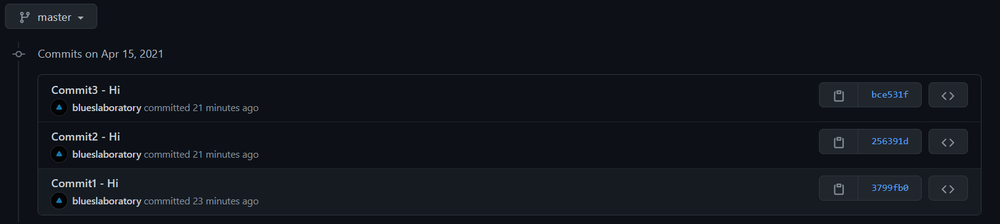 master
Commits on Apr 15, 2021
Commit3 - Hi
blueslaboratory committed 21 minutes ago
bce531f
Commit2 - Hi
blueslaboratory committed 21 minutes ago
256391d
Commit1 - Hi
blueslaboratory committed 23 minutes ago
3799fb0